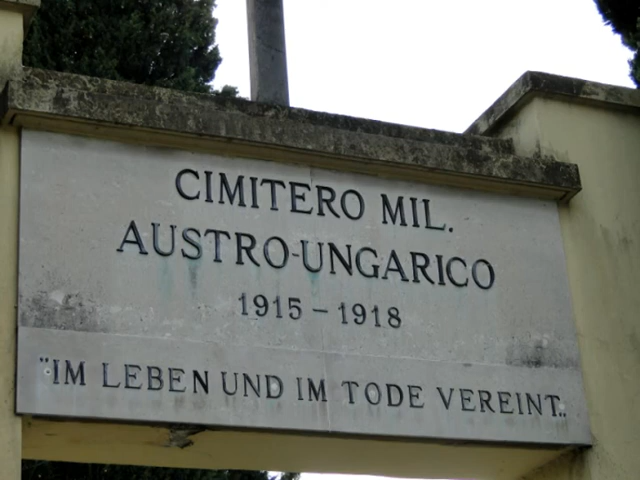 CIMITERO MIL.
AUSTRO-UNGARICO
1915 – 1918
"IM LEBEN UND IM TODE VEREINT„